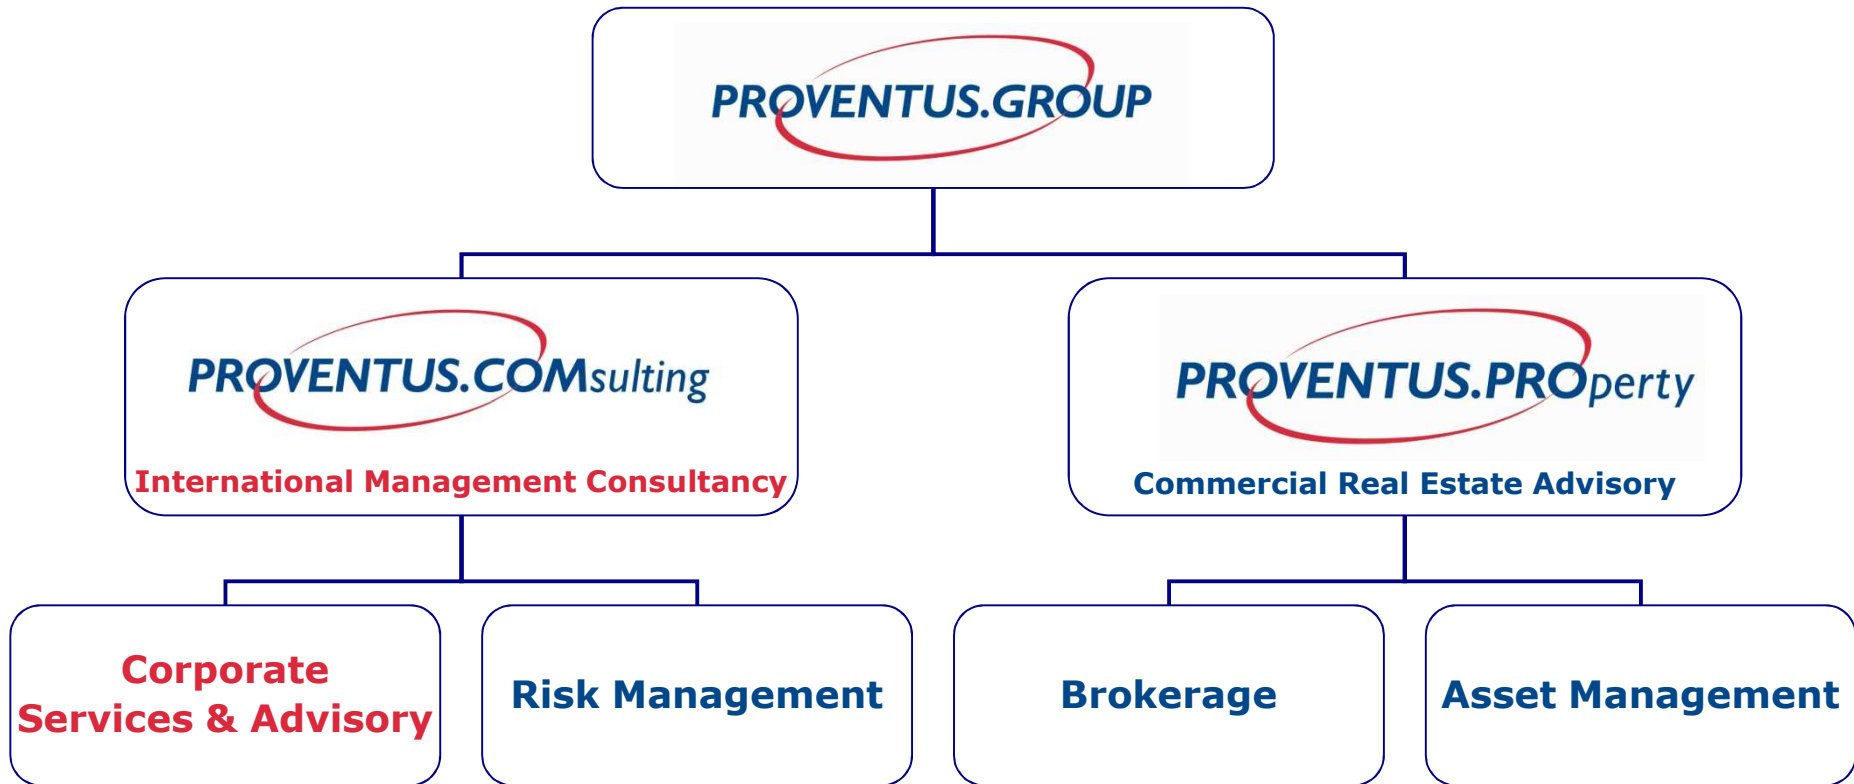 PROVENTUS.GROUP
PROVENTUS.COMsulting
International Management Consultancy
PROVENTUS.PROperty
Commercial Real Estate Advisory
Corporate
Services & Advisory
Risk Management
Brokerage
Asset Management